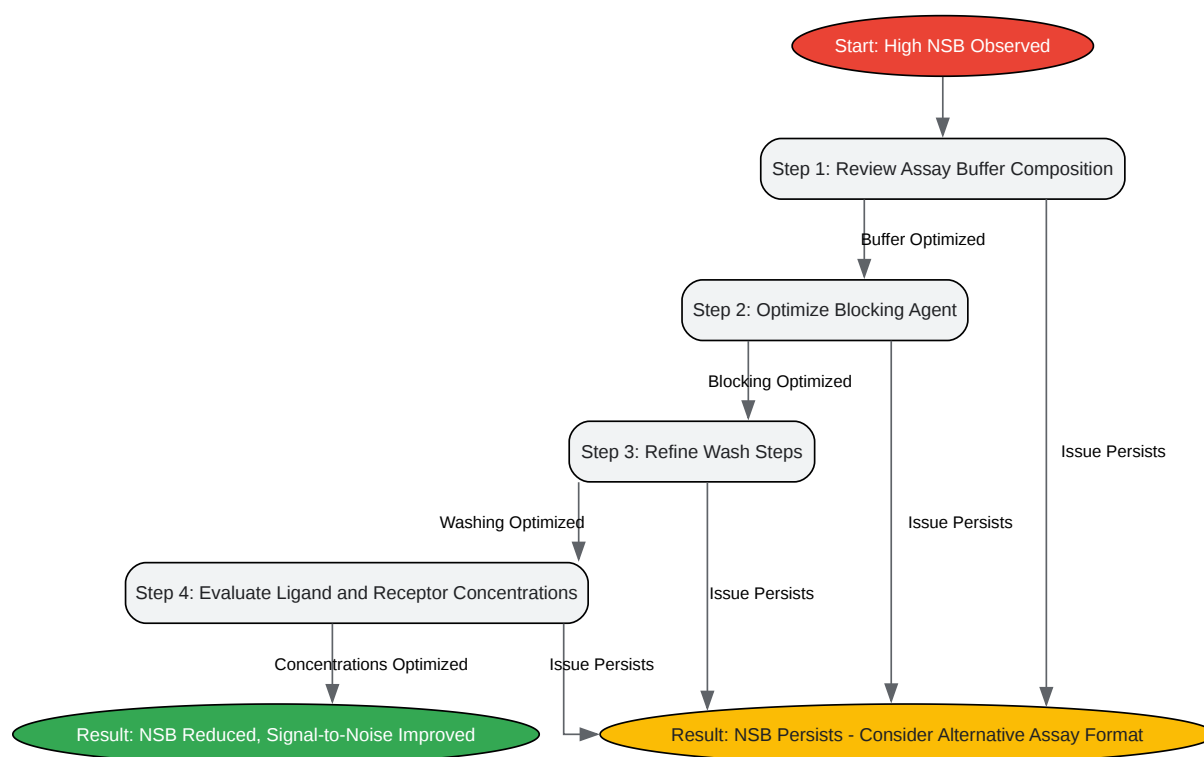 Start: High NSB Observed
Step 1: Review Assay Buffer Composition
Buffer Optimized
Step 2: Optimize Blocking Agent
Blocking Optimized
Step 3: Refine Wash Steps
Issue Persists
Washing Optimized
Issue Persists
Step 4: Evaluate Ligand and Receptor Concentrations
Issue Persists
Concentrations Optimized
Issue Persists
Result: NSB Reduced, Signal-to-Noise Improved
Result: NSB Persists - Consider Alternative Assay Format